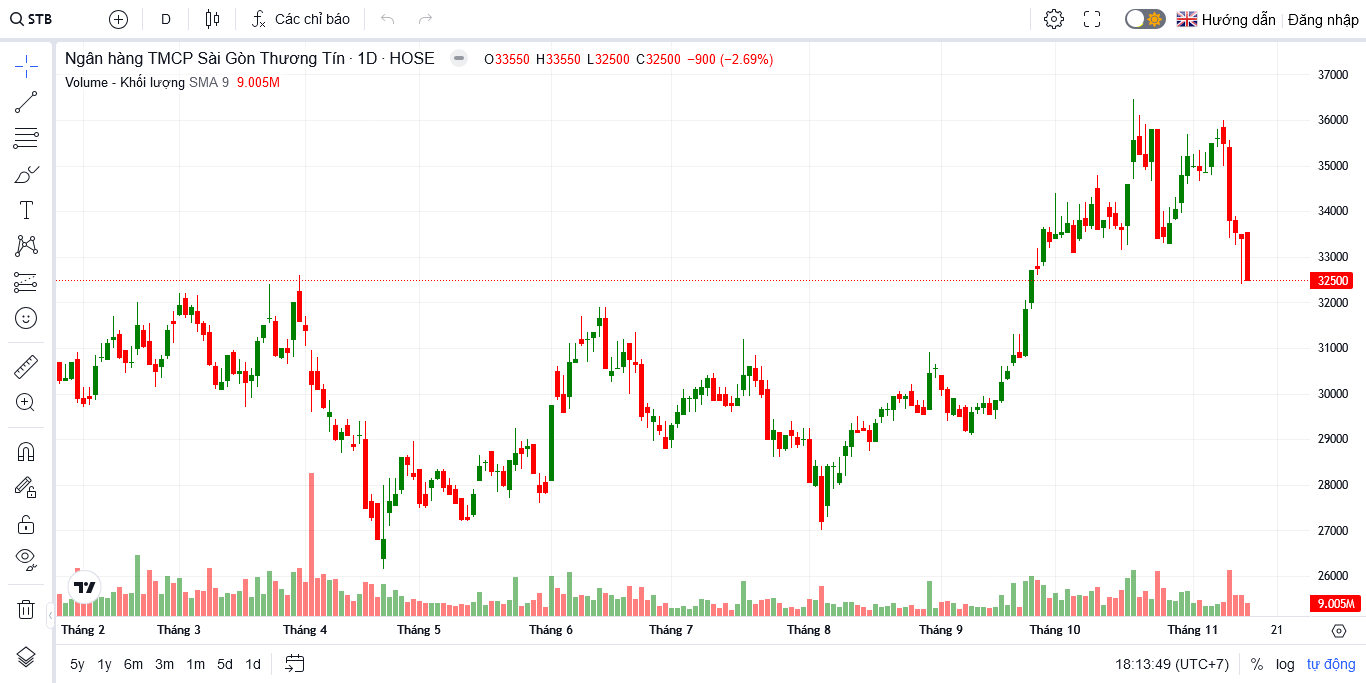 STB D Các chỉ báo Hướng dẫn Đăng nhập
Ngân hàng TMCP Sài Gòn Thương Tín · 1D · HOSE O33550 H33550 L32500 C32500 −900 (−2.69%)
Volume - Khối lượng SMA 9 9.005M
37000
36000
35000
34000
33000
32500
32000
31000
30000
29000
28000
27000
26000
9.005M
Tháng 2 Tháng 3 Tháng 4 Tháng 5 Tháng 6 Tháng 7 Tháng 8 Tháng 9 Tháng 10 Tháng 11 21
5y 1y 6m 3m 1m 5d 1d 18:13:49 (UTC+7) % log tự động